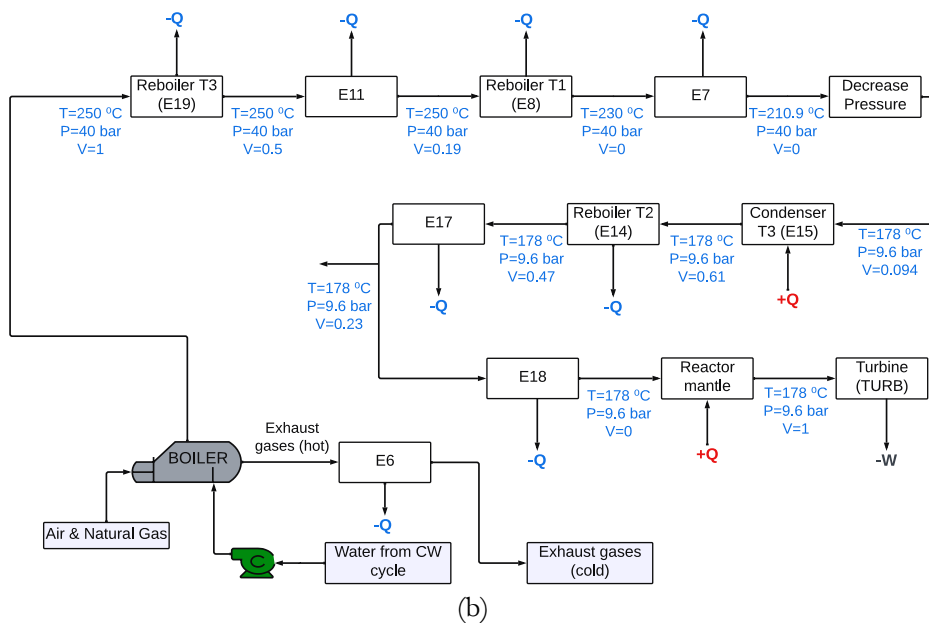 -Q
-Q
-Q
-Q
Reboiler T3
(E19)
E11
Reboiler T1
(E8)
E7
Decrease
Pressure
T=250 ºC
P=40 bar
V=1
T=250 ºC
P=40 bar
V=0.5
T=250 ºC
P=40 bar
V=0.19
T=230 ºC
P=40 bar
V=0
T=210.9 ºC
P=40 bar
V=0
E17
Reboiler T2
(E14)
Condenser
T3 (E15)
T=178 ºC
P=9.6 bar
V=0.47
T=178 ºC
P=9.6 bar
V=0.61
T=178 ºC
P=9.6 bar
V=0.094
-Q
-Q
+Q
T=178 ºC
P=9.6 bar
V=0.23
E18
Reactor
mantle
Turbine
(TURB)
T=178 ºC
P=9.6 bar
V=0
T=178 ºC
P=9.6 bar
V=1
-Q
+Q
-W
BOILER
Exhaust
gases (hot)
E6
-Q
Air & Natural Gas
C
Water from CW
cycle
Exhaust gases
(cold)
(b)